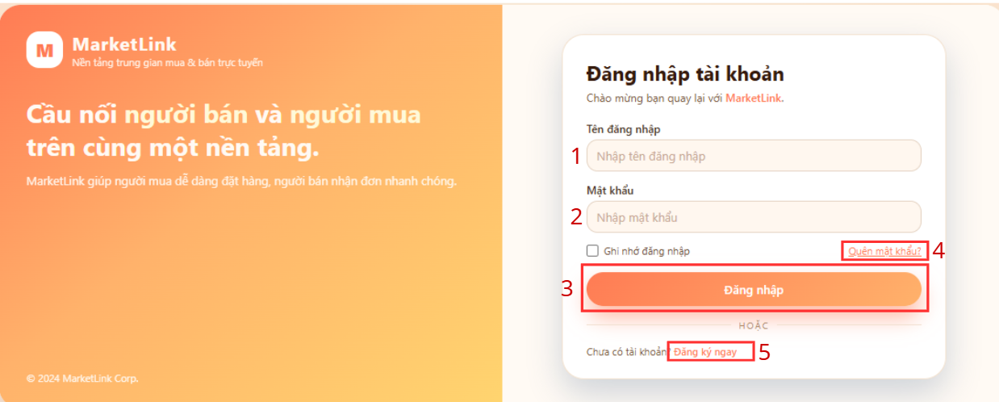 M
MarketLink
Nền tảng trung gian mua & bán trực tuyến
Cầu nối người bán và người mua
trên cùng một nền tảng.
MarketLink giúp người mua dễ dàng đặt hàng, người bán nhận đơn nhanh chóng.
© 2024 MarketLink Corp.
Đăng nhập tài khoản
Chào mừng bạn quay lại với MarketLink.
Tên đăng nhập
1 Nhập tên đăng nhập
Mật khẩu
2 Nhập mật khẩu
Ghi nhớ đăng nhập Quên mật khẩu? 4
3 Đăng nhập
HOẶC
Chưa có tài khoản? Đăng ký ngay 5